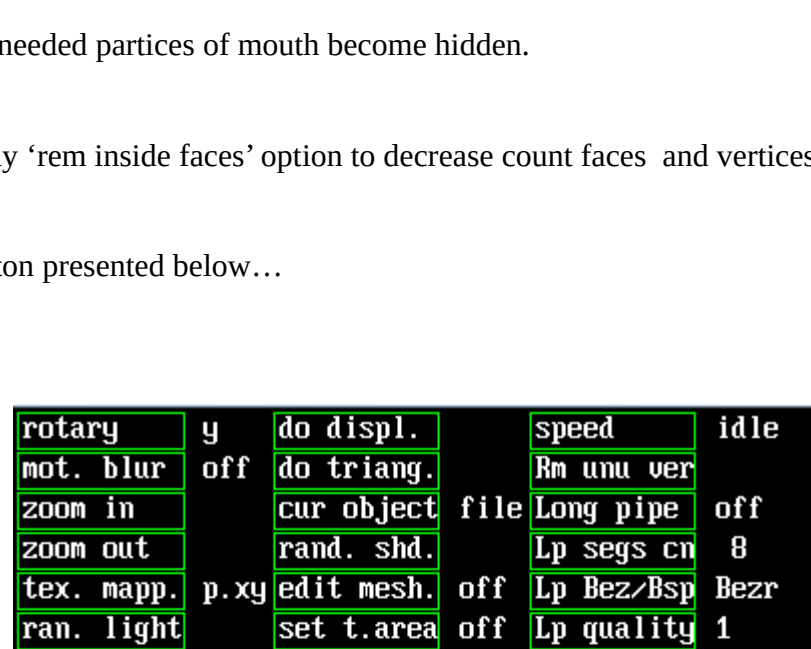 needed partices of mouth become hidden.
y ‘rem inside faces’ option to decrease count faces  and vertices
ton presented below…
rotary y do displ. speed idle
mot. blur off do triang. Rm unu ver
zoom in cur object file Long pipe off
zoom out rand. shd. Lp segs cn 8
tex. mapp. p.xy edit mesh. off Lp Bez/Bsp Bezr
ran. light set t.area off Lp quality 1